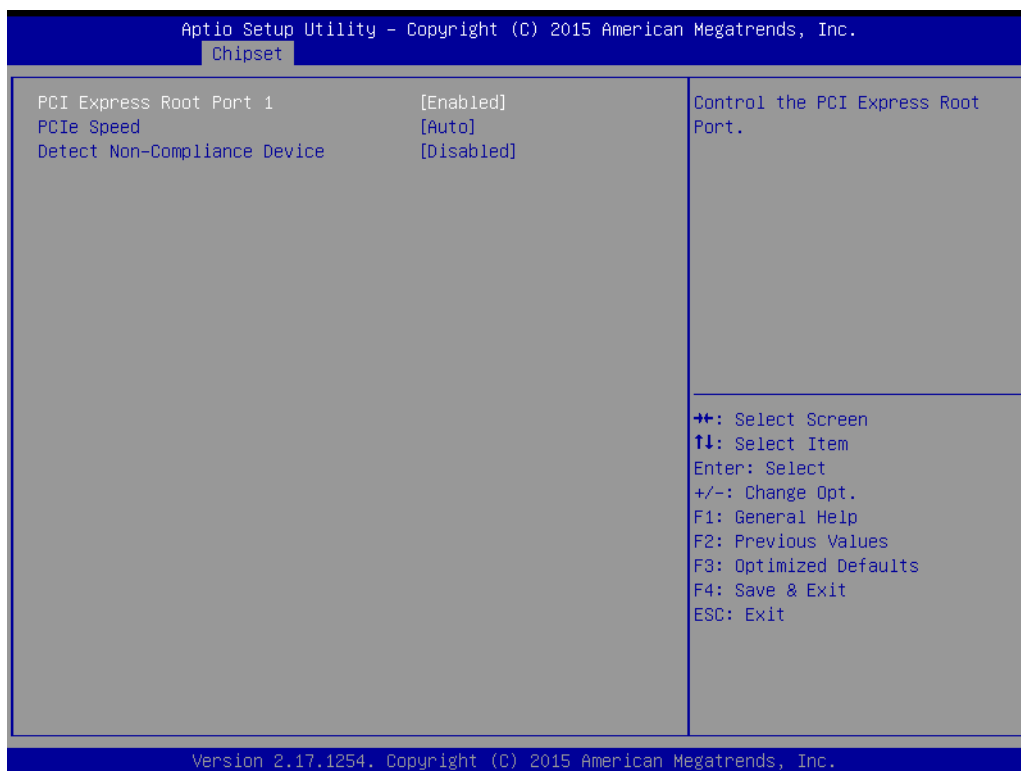 Aptio Setup Utility – Copyright (C) 2015 American Megatrends, Inc.
Chipset
PCI Express Root Port 1 [Enabled]
PCIe Speed [Auto]
Detect Non-Compliance Device [Disabled]
Control the PCI Express Root
Port.
→←: Select Screen
↑↓: Select Item
Enter: Select
+/-: Change Opt.
F1: General Help
F2: Previous Values
F3: Optimized Defaults
F4: Save & Exit
ESC: Exit
Version 2.17.1254. Copyright (C) 2015 American Megatrends, Inc.